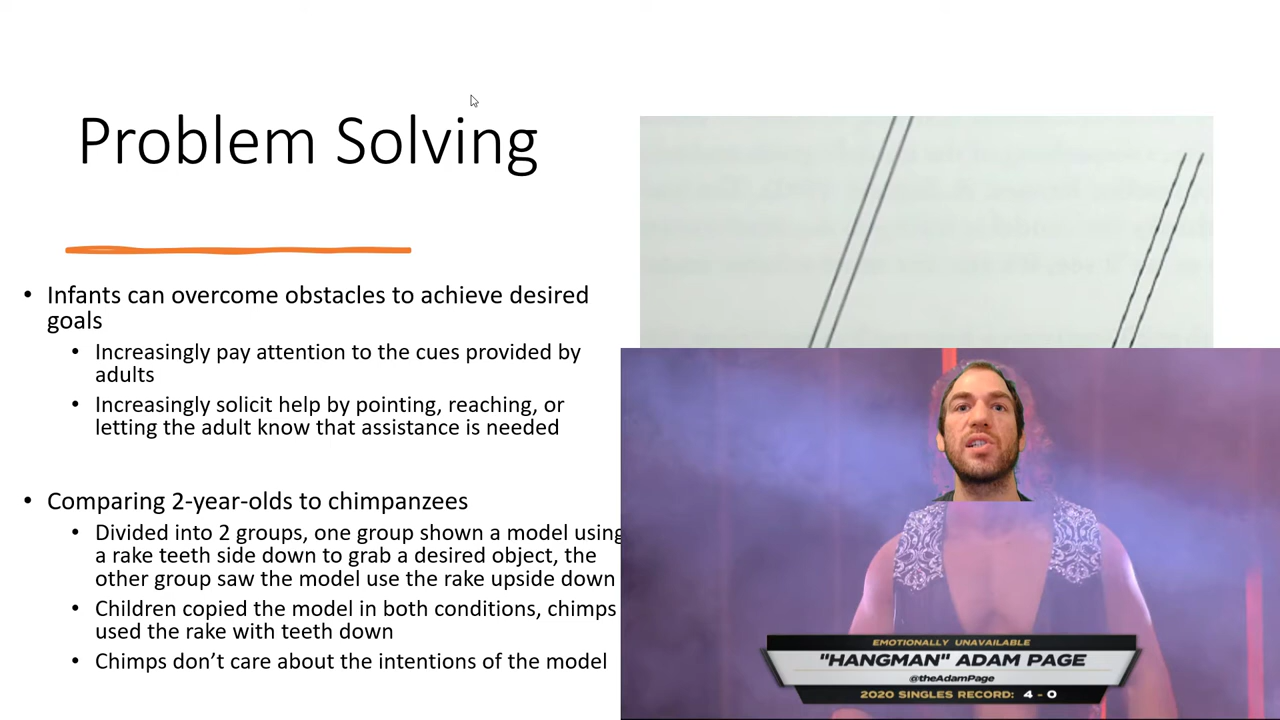 Problem Solving
• Infants can overcome obstacles to achieve desired
goals
• Increasingly pay attention to the cues provided by
adults
• Increasingly solicit help by pointing, reaching, or
letting the adult know that assistance is needed
• Comparing 2-year-olds to chimpanzees
• Divided into 2 groups, one group shown a model using
a rake teeth side down to grab a desired object, the
other group saw the model use the rake upside down
• Children copied the model in both conditions, chimps
used the rake with teeth down
• Chimps don’t care about the intentions of the model
EMOTIONALLY UNAVAILABLE
"HANGMAN" ADAM PAGE
@theAdamPage
2020 SINGLES RECORD: 4 - 0